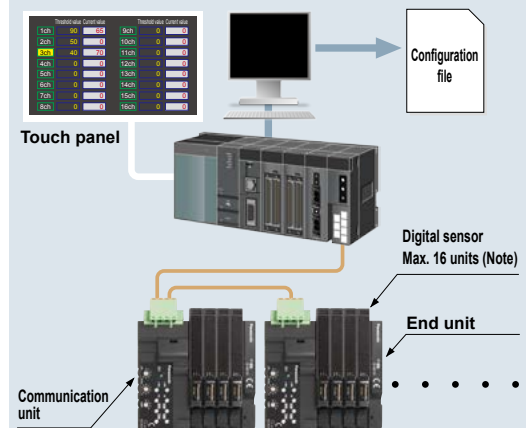 Threshold value Current value Threshold value Current value
1ch 90 65 9ch 0 0
2ch 50 0 10ch 0 0
3ch 40 70 11ch 0 0
4ch 0 0 12ch 0 0
5ch 0 0 13ch 0 0
6ch 0 0 14ch 0 0
7ch 0 0 15ch 0 0
8ch 0 0 16ch 0 0
Touch panel
Configuration
file
Digital sensor
Max. 16 units (Note)
End unit
Communication
unit